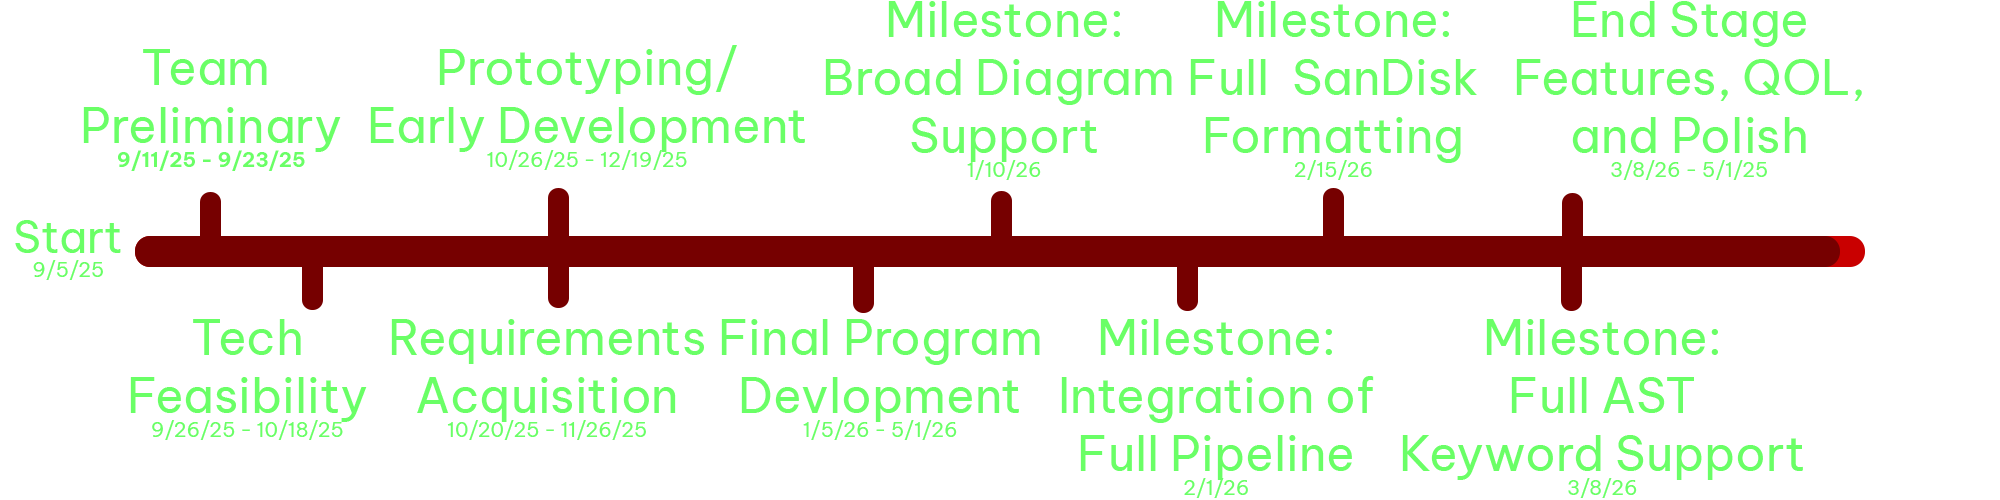 Team
Preliminary
9/11/25 - 9/23/25
Prototyping/
Early Development
10/26/25 - 12/19/25
Milestone:
Broad Diagram
Support
1/10/26
Milestone:
Full SanDisk
Formatting
2/15/26
End Stage
Features, QOL,
and Polish
3/8/26 - 5/1/25
Start
9/5/25
Tech
Feasibility
9/26/25 - 10/18/25
Requirements
Acquisition
10/20/25 - 11/26/25
Final Program
Devlopment
1/5/26 - 5/1/26
Milestone:
Integration of
Full Pipeline
2/1/26
Milestone:
Full AST
Keyword Support
3/8/26